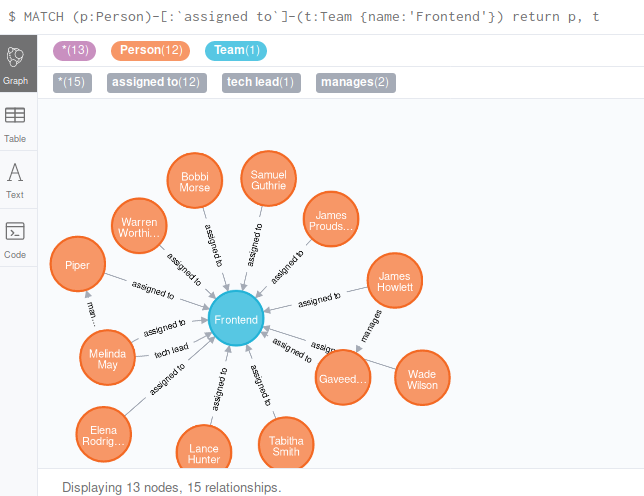 $ MATCH (p:Person)-[:`assigned to`]-(t:Team {name:'Frontend'}) return p, t
*(13) Person(12) Team(1)
*(15) assigned to(12) tech lead(1) manages(2)
Graph
Table
Text
Code
Bobbi
Morse
Samuel
Guthrie
Warren
Worthi...
James
Prouds...
Piper
James
Howlett
Frontend
Melinda
May
Gaveed...
Wade
Wilson
Elena
Rodrig...
Lance
Hunter
Tabitha
Smith
assigned to
assigned to
assigned to
assigned to
assigned to
assigned to
man...
assigned to
tech lead
manages
assigned to
assigned to
assig
assigned to
assigned to
Displaying 13 nodes, 15 relationships.